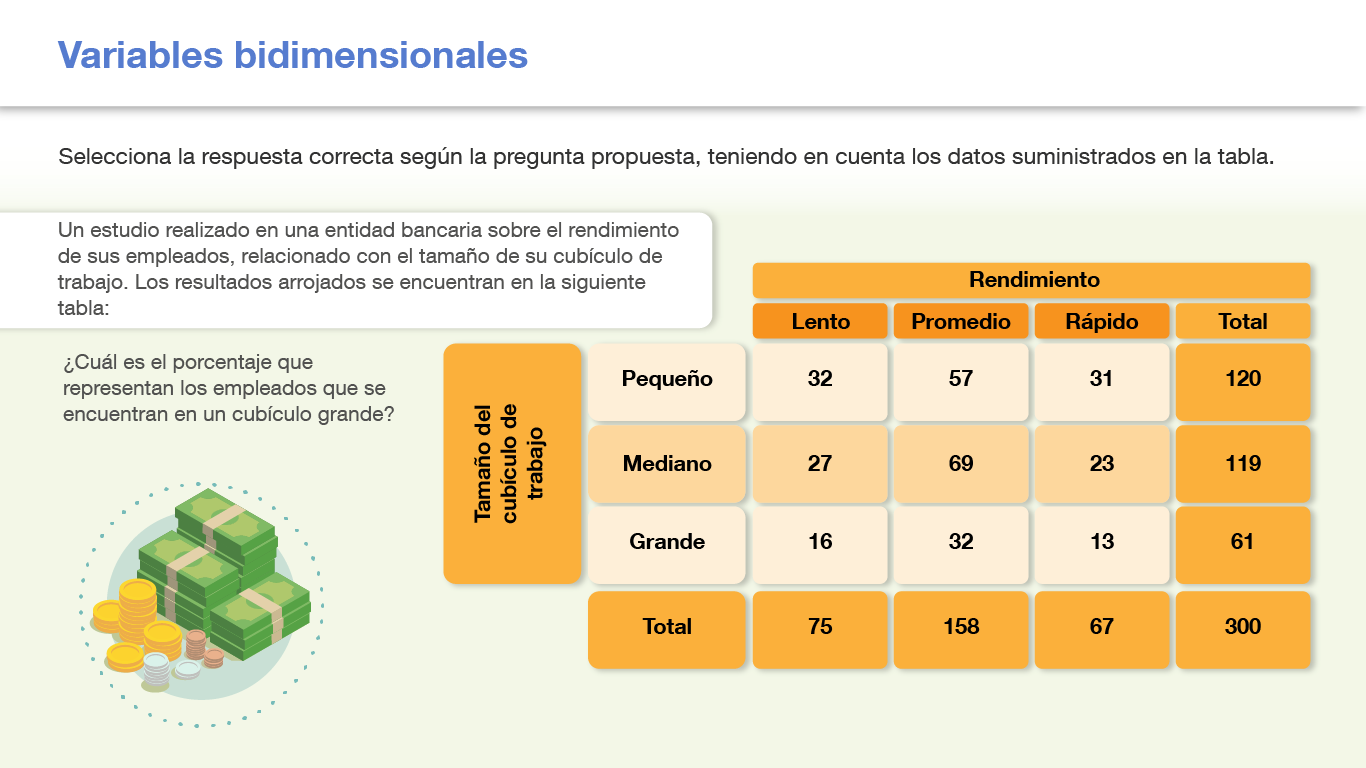 Variables bidimensionales
Selecciona la respuesta correcta según la pregunta propuesta, teniendo en cuenta los datos suministrados en la tabla.
Un estudio realizado en una entidad bancaria sobre el rendimiento
de sus empleados, relacionado con el tamaño de su cubículo de
trabajo. Los resultados arrojados se encuentran en la siguiente
tabla:
¿Cuál es el porcentaje que
representan los empleados que se
encuentran en un cubículo grande?
Rendimiento
Lento Promedio Rápido Total
Tamaño del
cubículo de
trabajo
Pequeño 32 57 31 120
Mediano 27 69 23 119
Grande 16 32 13 61
Total 75 158 67 300